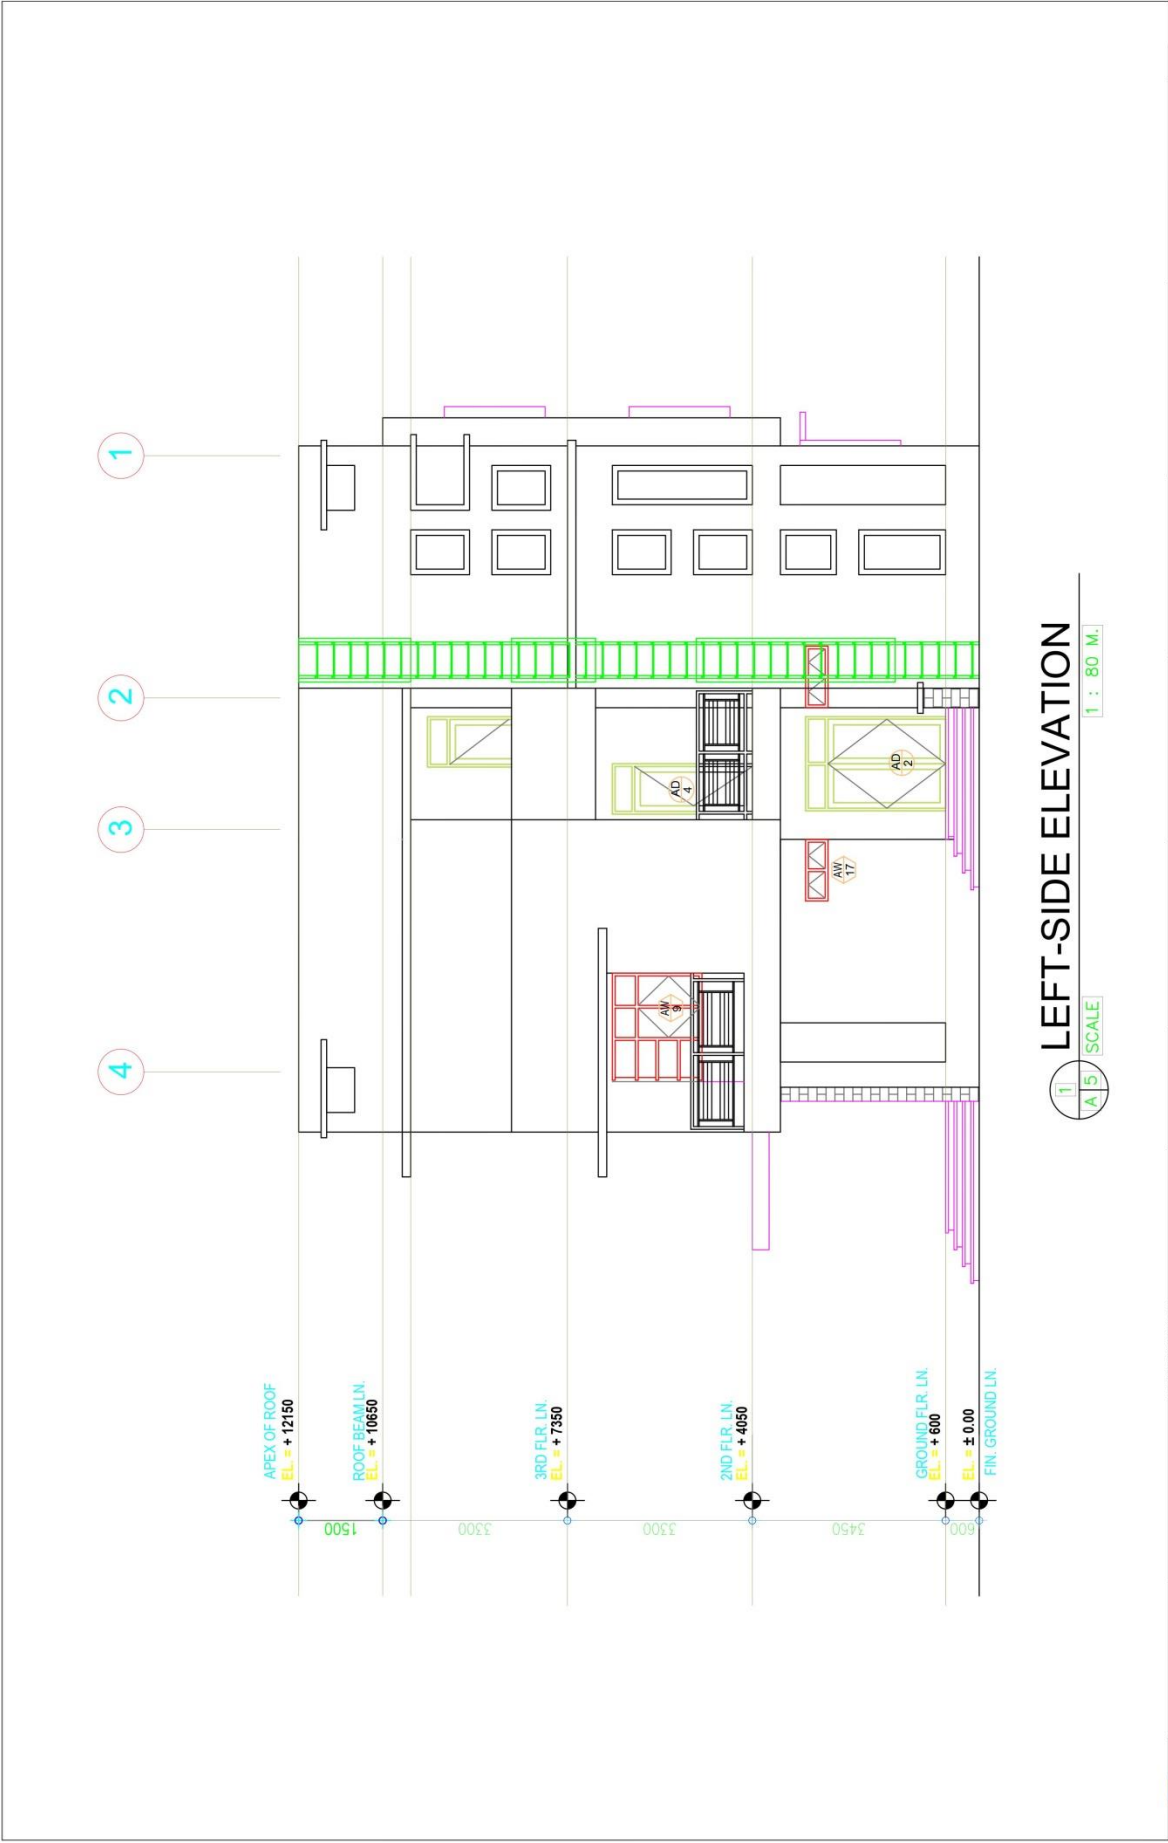 4
3
2
1
APEX OF ROOF
EL. = + 12150
ROOF BEAM LN.
EL. = + 10650
3RD FLR. LN.
EL. = + 7350
2ND FLR. LN.
EL. = + 4050
GROUND FLR. LN.
EL. = + 600
EL. = ± 0.00
FIN. GROUND LN.
1500
3300
3300
3450
600
AW
9
AD
4
AW
17
AD
2
1
A 5
LEFT-SIDE ELEVATION
SCALE
1 : 80 M.